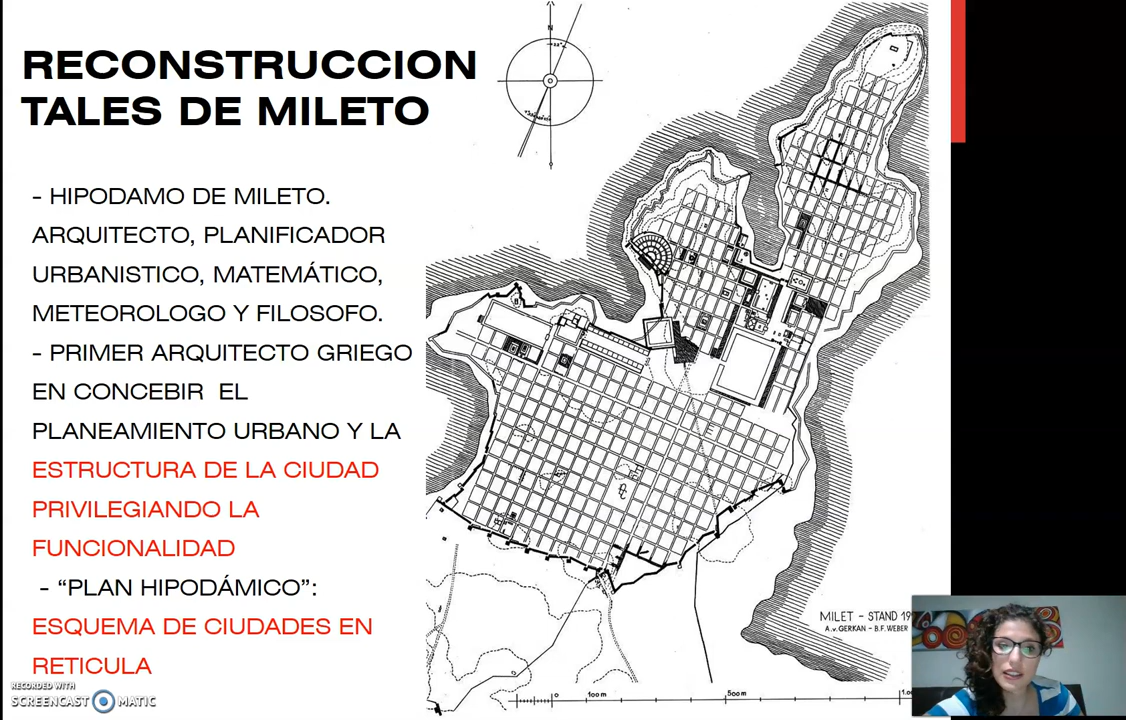 RECONSTRUCCION
TALES DE MILETO
- HIPODAMO DE MILETO.
ARQUITECTO, PLANIFICADOR
URBANISTICO, MATEMÁTICO,
METEOROLOGO Y FILOSOFO.
- PRIMER ARQUITECTO GRIEGO
EN CONCEBIR EL
PLANEAMIENTO URBANO Y LA
ESTRUCTURA DE LA CIUDAD
PRIVILEGIANDO LA
FUNCIONALIDAD
- “PLAN HIPODÁMICO”:
ESQUEMA DE CIUDADES EN
RETICULA
N
MILET - STAND 19
A.v.GERKAN - B.F.WEBER
0 100m 500m
RECORDED WITH
SCREENCAST MATIC